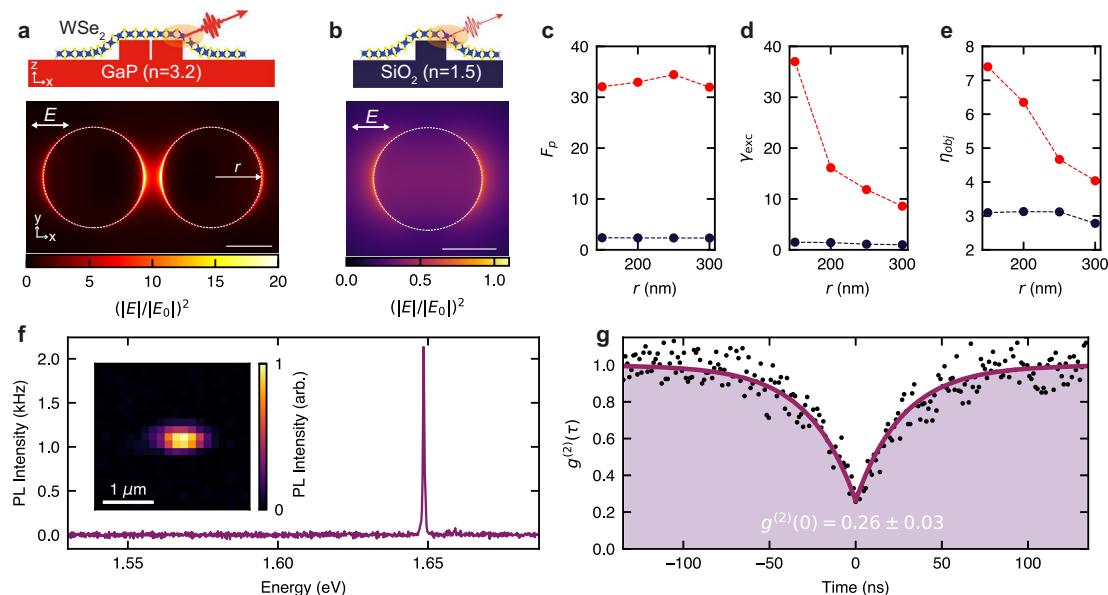 a
WSe₂
z
x
GaP (n=3.2)
E
r
y
x
0 5 10 15 20
(|E|/|E₀|)²
b
SiO₂ (n=1.5)
E
0.0 0.5 1.0
(|E|/|E₀|)²
c
40
30
20
10
0
Fₚ
200 300
r (nm)
d
40
30
20
10
0
γexc
200 300
r (nm)
e
8
7
6
5
4
3
2
ηobj
200 300
r (nm)
f
2.0
1.5
1.0
0.5
0.0
PL Intensity (kHz)
1 μm
1
0
PL Intensity (arb.)
1.55 1.60 1.65
Energy (eV)
g
1.0
0.8
0.6
0.4
0.2
0.0
g⁽²⁾(τ)
g⁽²⁾(0) = 0.26 ± 0.03
−100 −50 0 50 100
Time (ns)